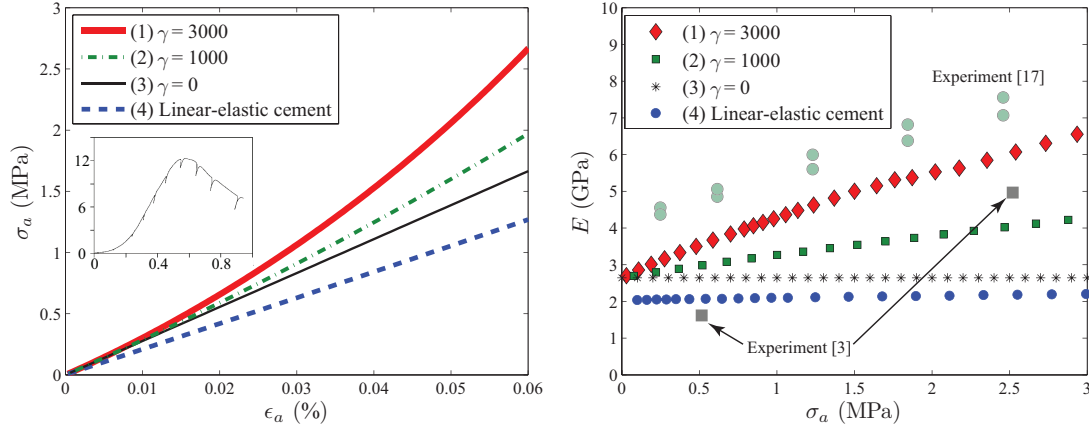 3
2.5
2
1.5
1
0.5
0
σₐ (MPa)
(1) γ = 3000
(2) γ = 1000
(3) γ = 0
(4) Linear-elastic cement
12
9
6
3
0
0
0.4
0.8
0.01
0.02
0.03
0.04
0.05
0.06
ϵₐ (%)
10
9
8
7
6
5
4
3
2
1
0
E (GPa)
(1) γ = 3000
(2) γ = 1000
(3) γ = 0
(4) Linear-elastic cement
Experiment [17]
Experiment [3]
0
0.5
1
1.5
2
2.5
3
σₐ (MPa)